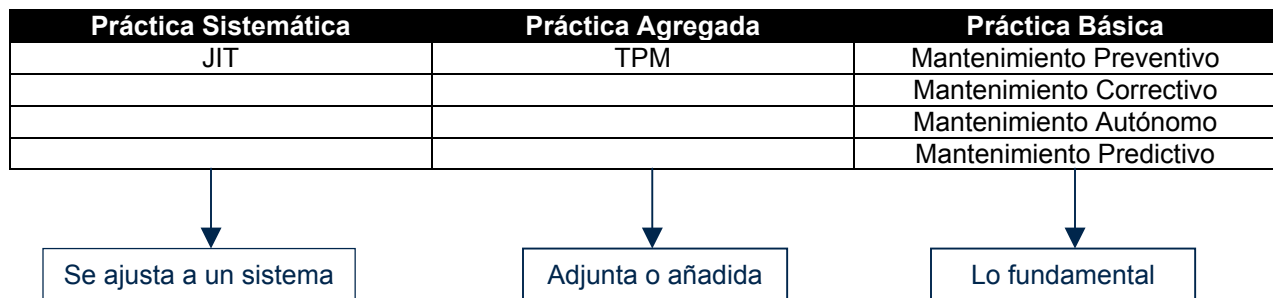 Práctica Sistemática Práctica Agregada Práctica Básica
JIT TPM Mantenimiento Preventivo
Mantenimiento Correctivo
Mantenimiento Autónomo
Mantenimiento Predictivo
Se ajusta a un sistema Adjunta o añadida Lo fundamental